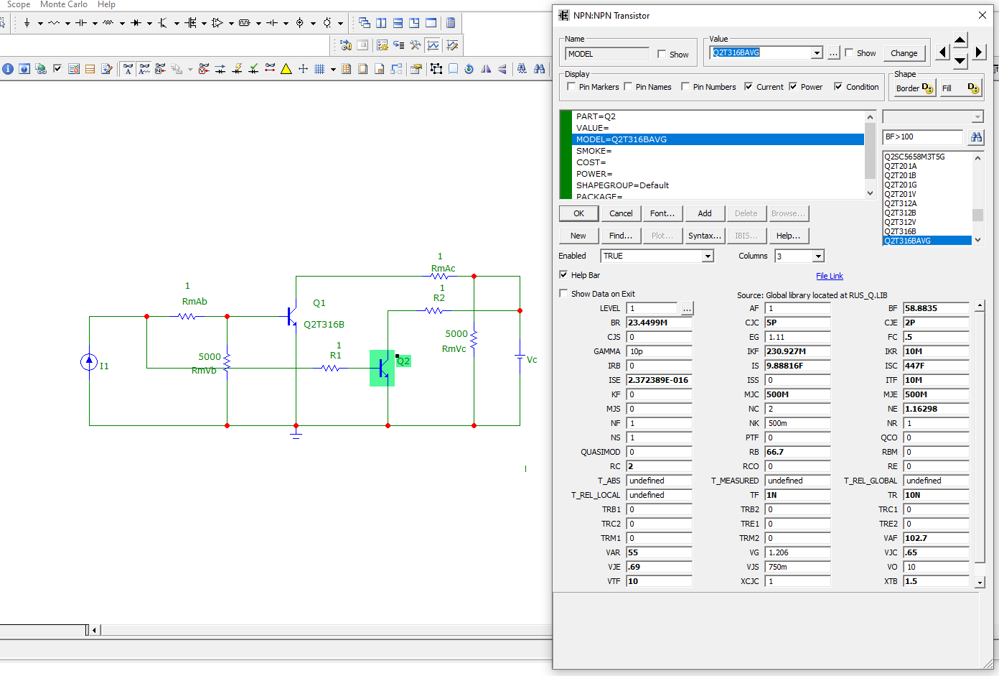 Scope Monte Carlo Help
NPN:NPN Transistor
Name
MODEL
Show
Value
Q2T316BAVG
...
Show
Change
Display
Pin Markers
Pin Names
Pin Numbers
Current
Power
Condition
Shape
Border
Fill
PART=Q2
VALUE=
MODEL=Q2T316BAVG
SMOKE=
COST=
POWER=
SHAPEGROUP=Default
PACKAGE=
BF>100
Q2SC5658M3T5G
Q2T201A
Q2T201B
Q2T201G
Q2T201V
Q2T312A
Q2T312B
Q2T312V
Q2T316B
Q2T316BAVG
OK Cancel Font... Add Delete Browse...
New Find... Plot... Syntax... IBIS... Help...
Enabled TRUE Columns 3
Help Bar
File Link
Show Data on Exit
Source: Global library located at RUS_Q.LIB
LEVEL 1 ... AF 1 BF 58.8835
BR 23.4499M CJC 5P CJE 2P
CJS 0 EG 1.11 FC .5
GAMMA 10p IKF 230.927M IKR 10M
IRB 0 IS 9.88816F ISC 447F
ISE 2.372389E-016 ISS 0 ITF 10M
KF 0 MJC 500M MJE 500M
MJS 0 NC 2 NE 1.16298
NF 1 NK 500m NR 1
NS 1 PTF 0 QCO 0
QUASIMOD 0 RB 66.7 RBM 0
RC 2 RCO 0 RE 0
T_ABS undefined T_MEASURED undefined T_REL_GLOBAL undefined
T_REL_LOCAL undefined TF 1N TR 10N
TRB1 0 TRB2 0 TRC1 0
TRC2 0 TRE1 0 TRE2 0
TRM1 0 TRM2 0 VAF 102.7
VAR 55 VG 1.206 VJC .65
VJE .69 VJS 750m VO 10
VTF 10 XCJC 1 XTB 1.5
1
RmAc
1
R2
1
RmAb
Q1
Q2T316B
5000
RmVc
1
R1
5000
RmVb
Q2
I1
Vc